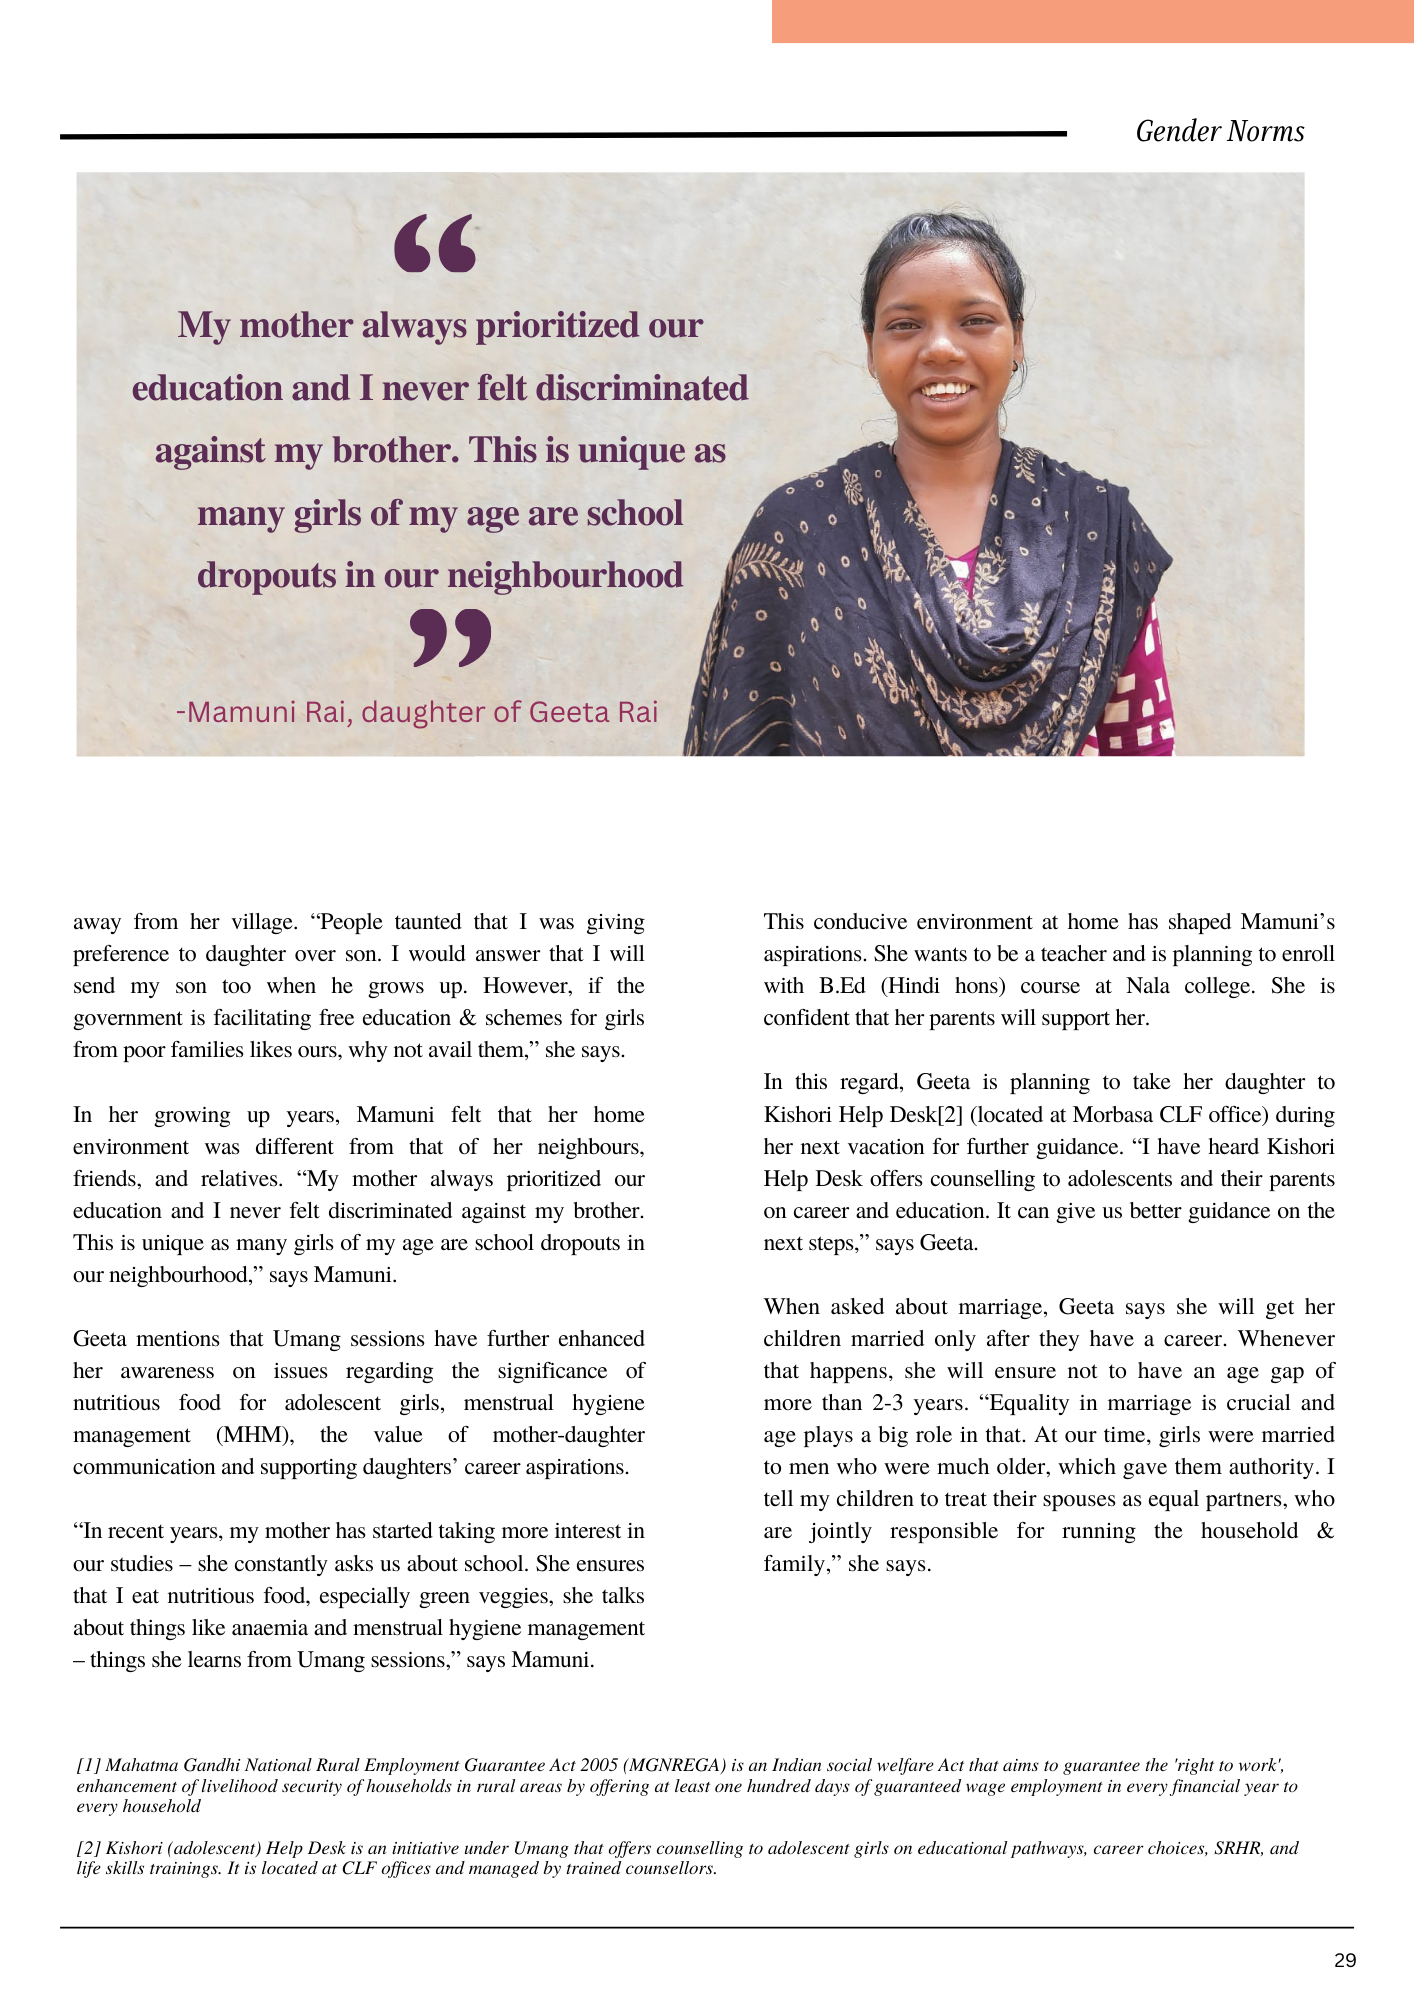 Gender Norms
“
My mother always prioritized our
education and I never felt discriminated
against my brother. This is unique as
many girls of my age are school
dropouts in our neighbourhood
”
-Mamuni Rai, daughter of Geeta Rai
away from her village. “People taunted that I was giving
preference to daughter over son. I would answer that I will
send my son too when he grows up. However, if the
government is facilitating free education & schemes for girls
from poor families likes ours, why not avail them,” she says.
In her growing up years, Mamuni felt that her home
environment was different from that of her neighbours,
friends, and relatives. “My mother always prioritized our
education and I never felt discriminated against my brother.
This is unique as many girls of my age are school dropouts in
our neighbourhood,” says Mamuni.
Geeta mentions that Umang sessions have further enhanced
her awareness on issues regarding the significance of
nutritious food for adolescent girls, menstrual hygiene
management (MHM), the value of mother-daughter
communication and supporting daughters’ career aspirations.
“In recent years, my mother has started taking more interest in
our studies – she constantly asks us about school. She ensures
that I eat nutritious food, especially green veggies, she talks
about things like anaemia and menstrual hygiene management
– things she learns from Umang sessions,” says Mamuni.
This conducive environment at home has shaped Mamuni’s
aspirations. She wants to be a teacher and is planning to enroll
with B.Ed (Hindi hons) course at Nala college. She is
confident that her parents will support her.
In this regard, Geeta is planning to take her daughter to
Kishori Help Desk[2] (located at Morbasa CLF office) during
her next vacation for further guidance. “I have heard Kishori
Help Desk offers counselling to adolescents and their parents
on career and education. It can give us better guidance on the
next steps,” says Geeta.
When asked about marriage, Geeta says she will get her
children married only after they have a career. Whenever
that happens, she will ensure not to have an age gap of
more than 2-3 years. “Equality in marriage is crucial and
age plays a big role in that. At our time, girls were married
to men who were much older, which gave them authority. I
tell my children to treat their spouses as equal partners, who
are jointly responsible for running the household &
family,” she says.
[1] Mahatma Gandhi National Rural Employment Guarantee Act 2005 (MGNREGA) is an Indian social welfare Act that aims to guarantee the 'right to work',
enhancement of livelihood security of households in rural areas by offering at least one hundred days of guaranteed wage employment in every financial year to
every household
[2] Kishori (adolescent) Help Desk is an initiative under Umang that offers counselling to adolescent girls on educational pathways, career choices, SRHR, and
life skills trainings. It is located at CLF offices and managed by trained counsellors.
29